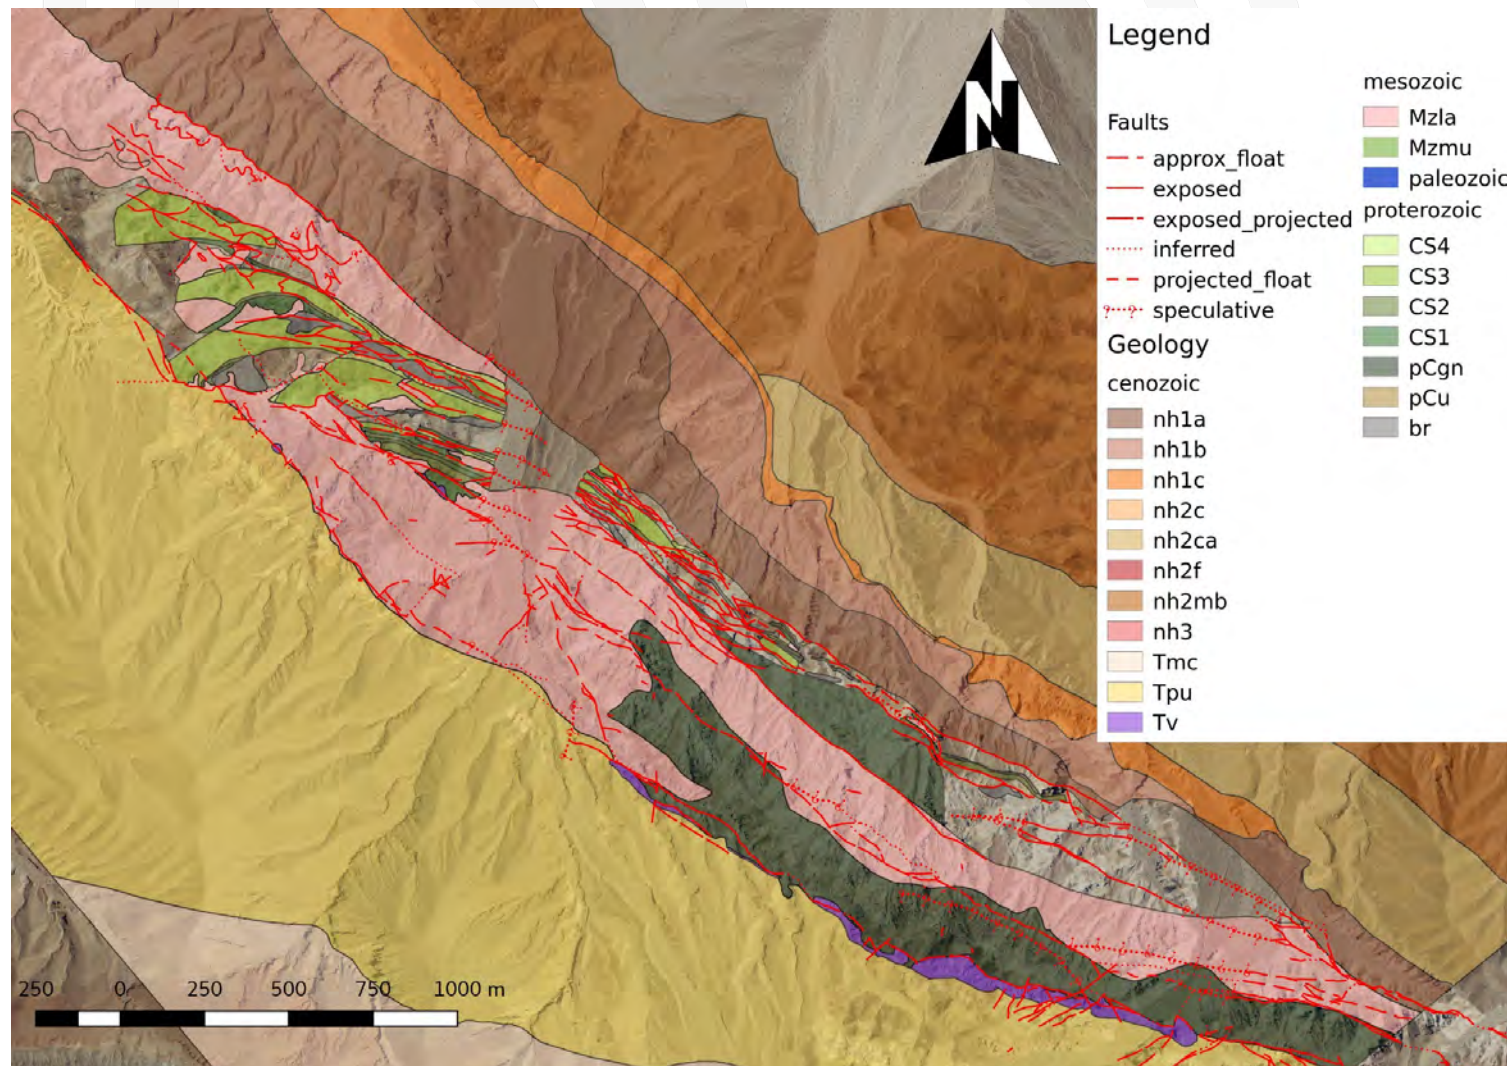 Legend
Faults
approx_float
exposed
exposed_projected
inferred
projected_float
speculative
Geology
cenozoic
nh1a
nh1b
nh1c
nh2c
nh2ca
nh2f
nh2mb
nh3
Tmc
Tpu
Tv
mesozoic
Mzla
Mzmu
paleozoic
proterozoic
CS4
CS3
CS2
CS1
pCgn
pCu
br
N
250 0 250 500 750 1000 m